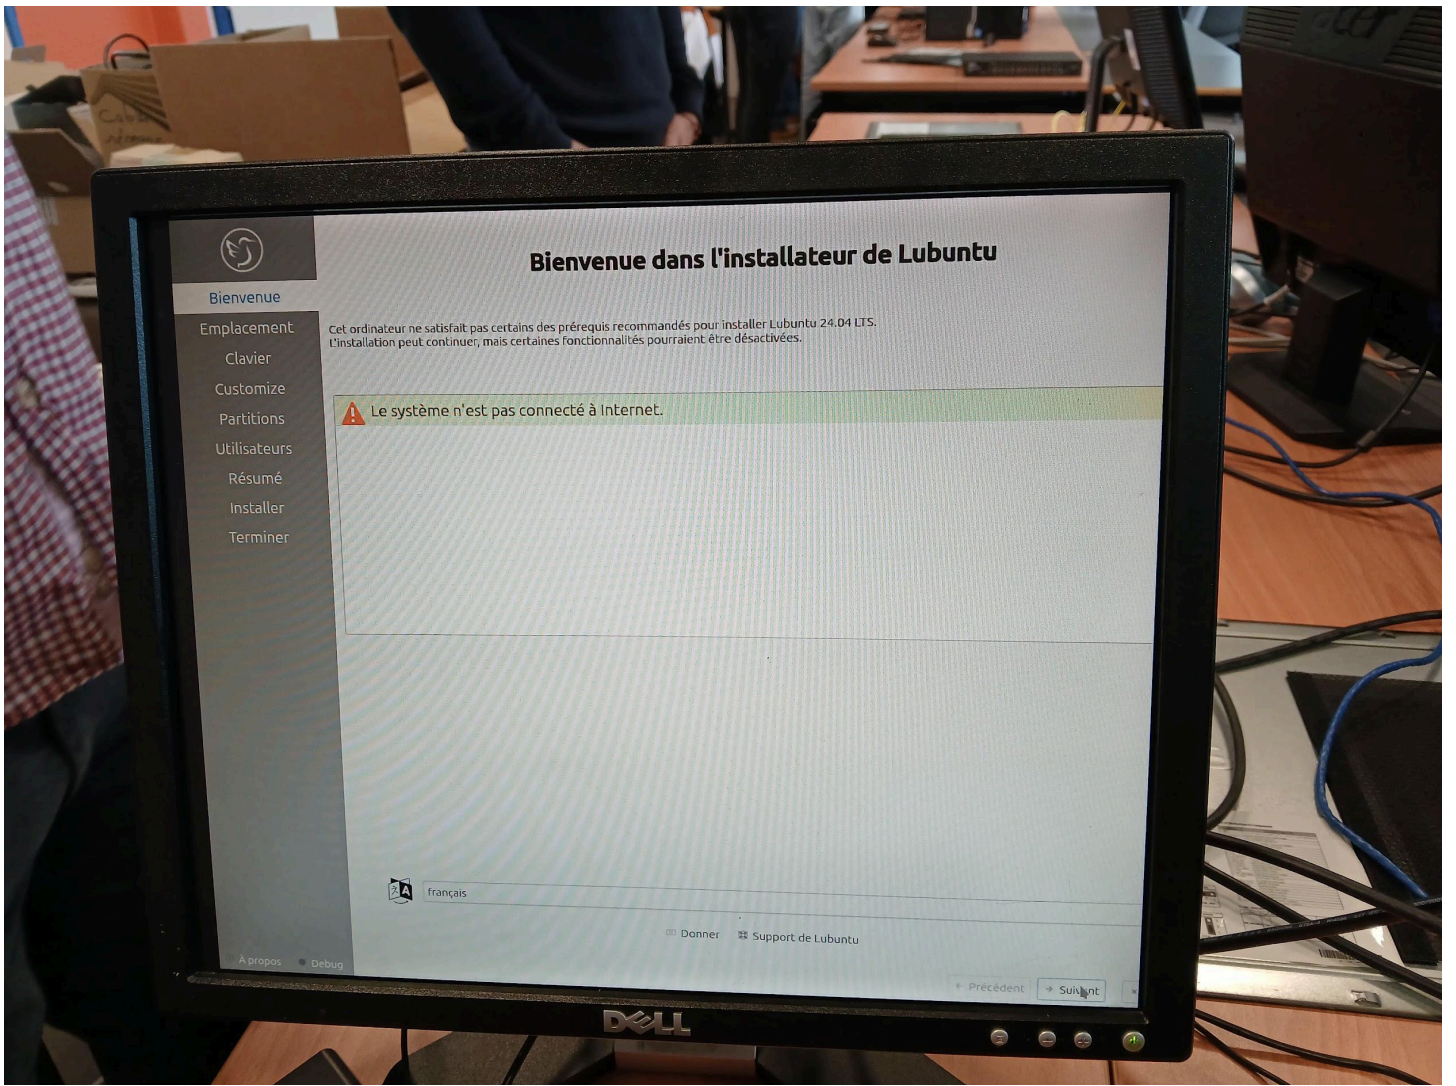 Bienvenue dans l'installateur de Lubuntu
Bienvenue
Emplacement
Clavier
Customize
Partitions
Utilisateurs
Résumé
Installer
Terminer
Cet ordinateur ne satisfait pas certains des prérequis recommandés pour installer Lubuntu 24.04 LTS.
L'installation peut continuer, mais certaines fonctionnalités pourraient être désactivées.
Le système n'est pas connecté à Internet.
A
français
Donner
Support de Lubuntu
À propos
Debug
Précédent
Suivant
DELL
acer